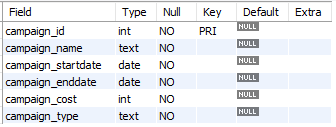 Field Type Null Key Default Extra
campaign_id int NO PRI NULL
campaign_name text NO NULL
campaign_startdate date NO NULL
campaign_enddate date NO NULL
campaign_cost int NO NULL
campaign_type text NO NULL